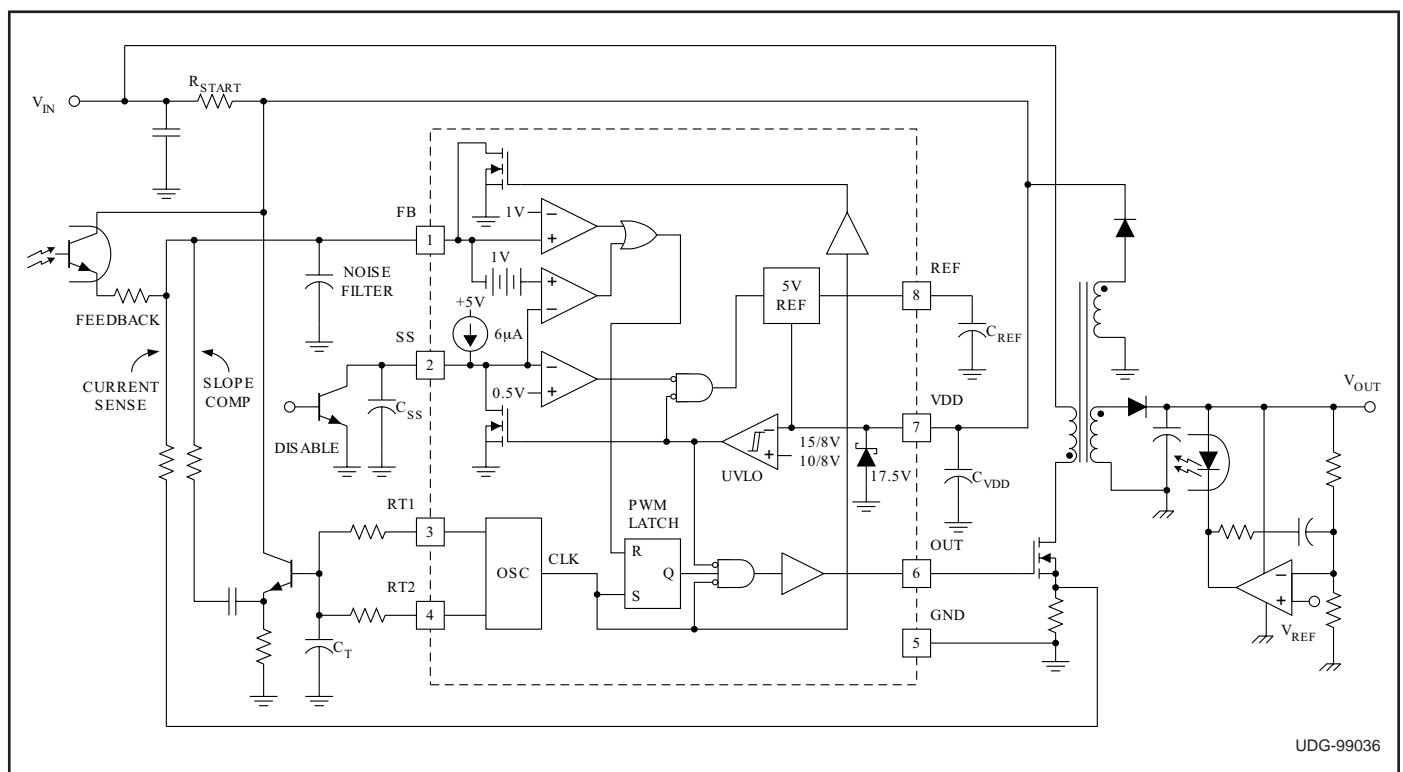 R_START
V_IN
FB
1
1V
1V
NOISE
FILTER
FEEDBACK
+5V
6µA
SS
2
5V
REF
REF
8
C_REF
CURRENT
SENSE
SLOPE
COMP
C_SS
DISABLE
0.5V
VDD
7
15/8V
10/8V
UVLO
17.5V
C_VDD
V_OUT
RT1
3
PWM
LATCH
OSC
CLK
R
Q
S
OUT
6
RT2
4
C_T
GND
5
V_REF
UDG-99036